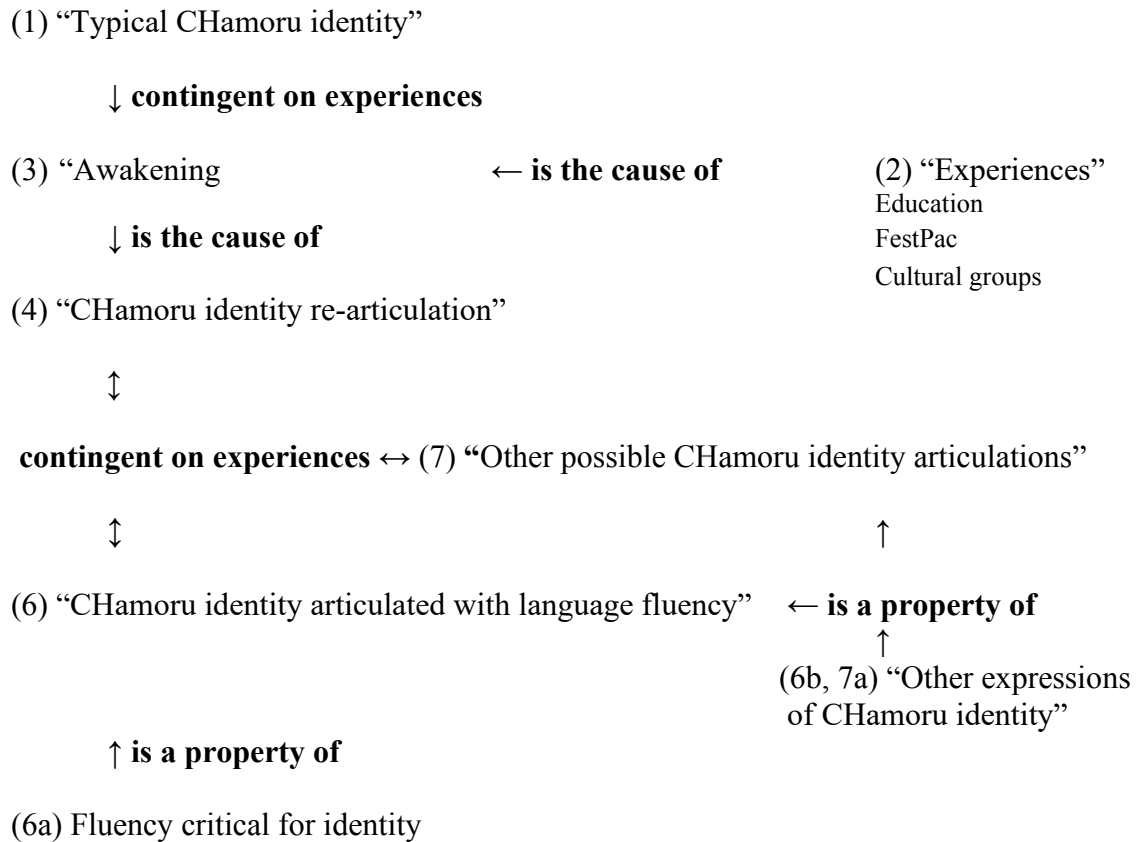 (1) “Typical CHamoru identity”
↓ contingent on experiences
(3) “Awakening ← is the cause of (2) “Experiences”
Education
↓ is the cause of
FestPac
Cultural groups
(4) “CHamoru identity re-articulation”
↕
contingent on experiences ↔ (7) “Other possible CHamoru identity articulations”
↕ ↑
(6) “CHamoru identity articulated with language fluency” ← is a property of
↑
(6b, 7a) “Other expressions
of CHamoru identity”
↑ is a property of
(6a) Fluency critical for identity